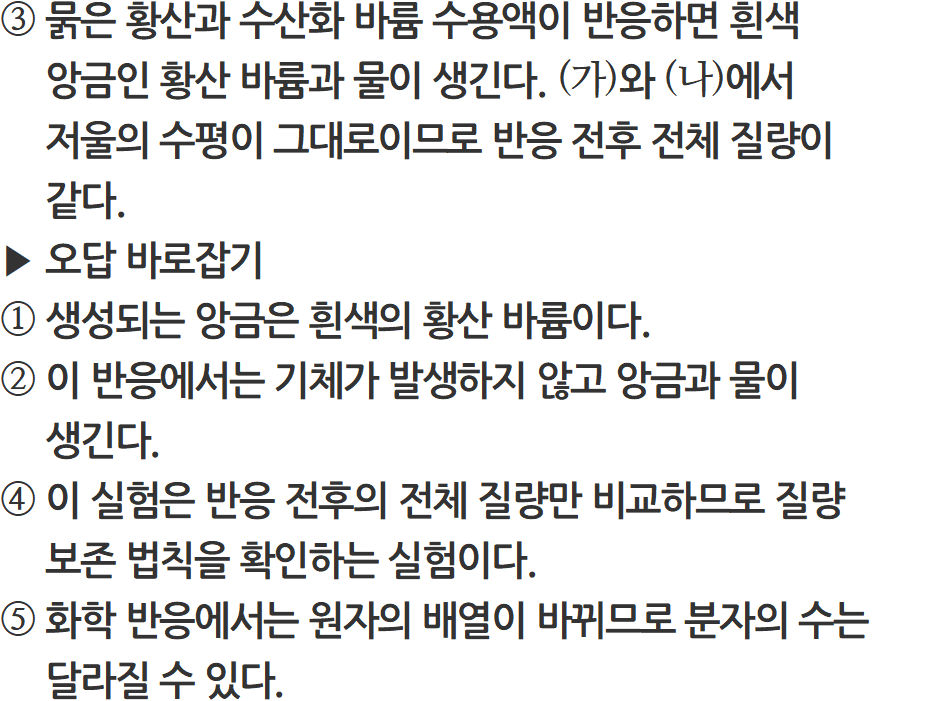 ③ 묽은 황산과 수산화 바륨 수용액이 반응하면 흰색
앙금인 황산 바륨과 물이 생긴다. (가)와 (나)에서
저울의 수평이 그대로이므로 반응 전후 전체 질량이
같다.
▶ 오답 바로잡기
① 생성되는 앙금은 흰색의 황산 바륨이다.
② 이 반응에서는 기체가 발생하지 않고 앙금과 물이
생긴다.
④ 이 실험은 반응 전후의 전체 질량만 비교하므로 질량
보존 법칙을 확인하는 실험이다.
⑤ 화학 반응에서는 원자의 배열이 바뀌므로 분자의 수는
달라질 수 있다.